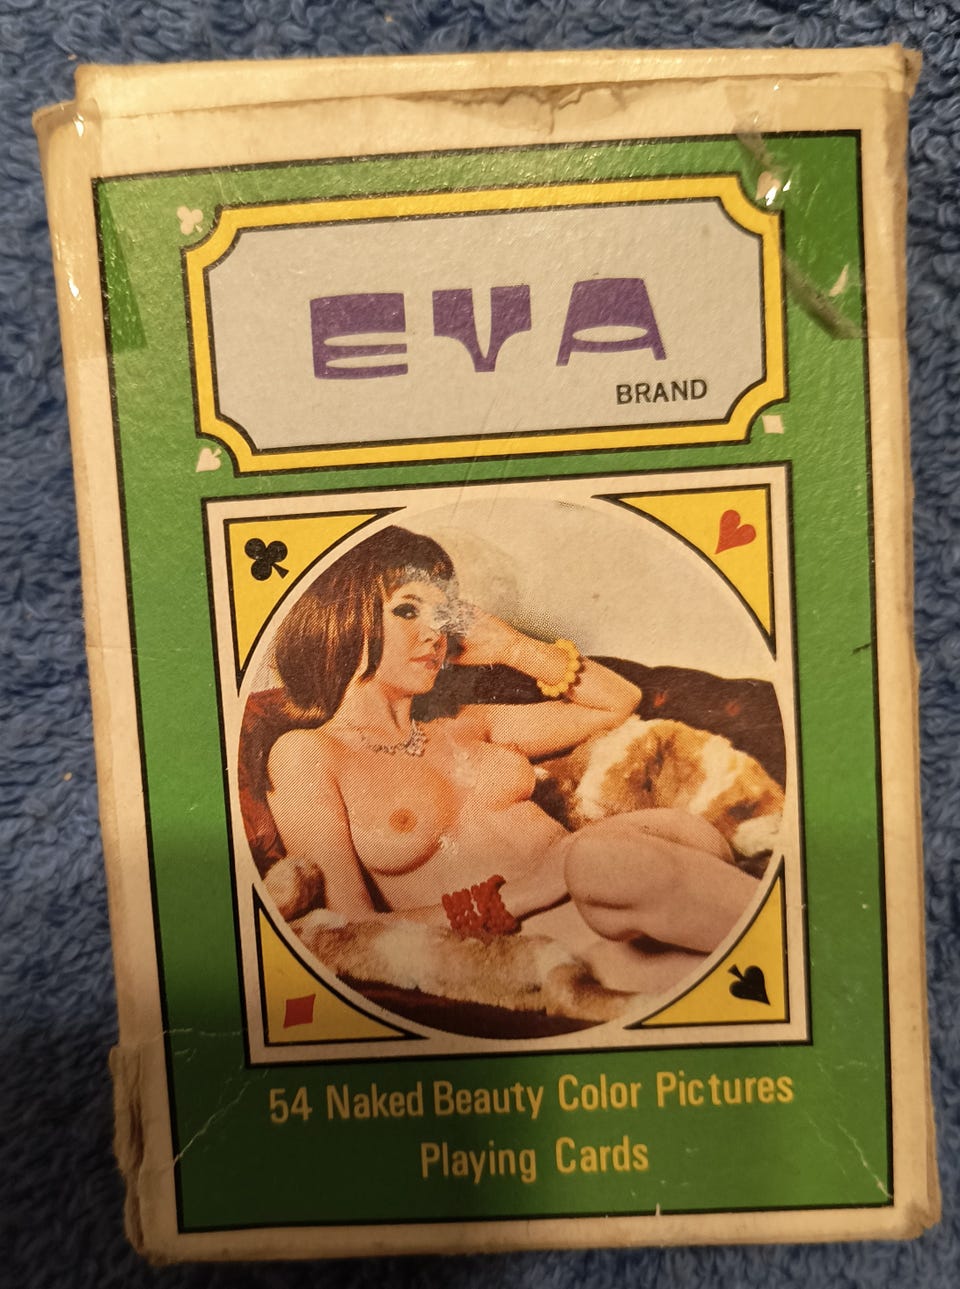 EVA
BRAND
54 Naked Beauty Color Pictures
Playing Cards